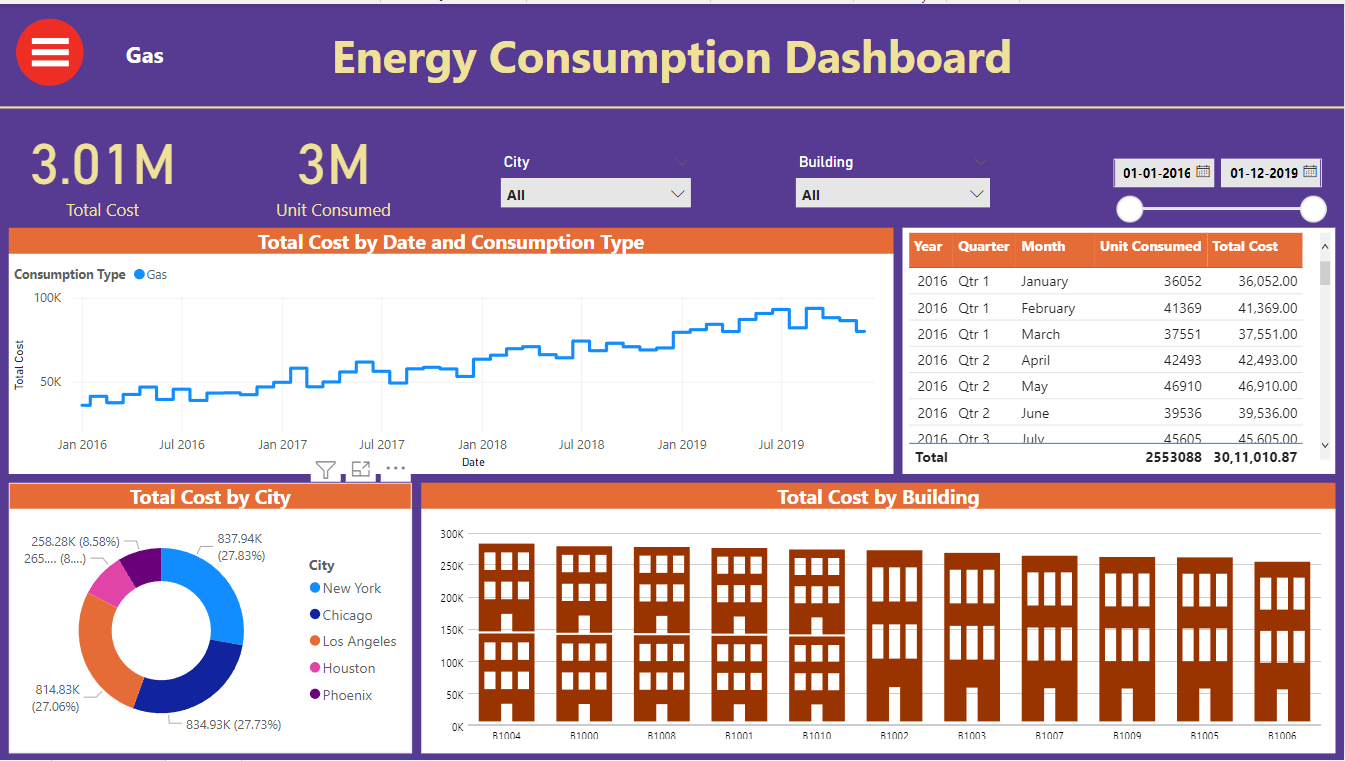 Gas
Energy Consumption Dashboard
3.01M
Total Cost
3M
Unit Consumed
City
All
Building
All
01-01-2016
01-12-2019
Total Cost by Date and Consumption Type
Consumption Type Gas
100K
50K
Total Cost
Jan 2016 Jul 2016 Jan 2017 Jul 2017 Jan 2018 Jul 2018 Jan 2019 Jul 2019
Date
Year Quarter Month Unit Consumed Total Cost
2016 Qtr 1 January 36052 36,052.00
2016 Qtr 1 February 41369 41,369.00
2016 Qtr 1 March 37551 37,551.00
2016 Qtr 2 April 42493 42,493.00
2016 Qtr 2 May 46910 46,910.00
2016 Qtr 2 June 39536 39,536.00
2016 Qtr 3 July 45605 45,605.00
Total 2553088 30,11,010.87
Total Cost by City
258.28K (8.58%)
265.... (8....)
837.94K
(27.83%)
814.83K
(27.06%)
834.93K (27.73%)
City
New York
Chicago
Los Angeles
Houston
Phoenix
Total Cost by Building
300K
250K
200K
150K
100K
50K
0K
B1004 B1000 B1008 B1001 B1010 B1002 B1003 B1007 B1009 B1005 B1006